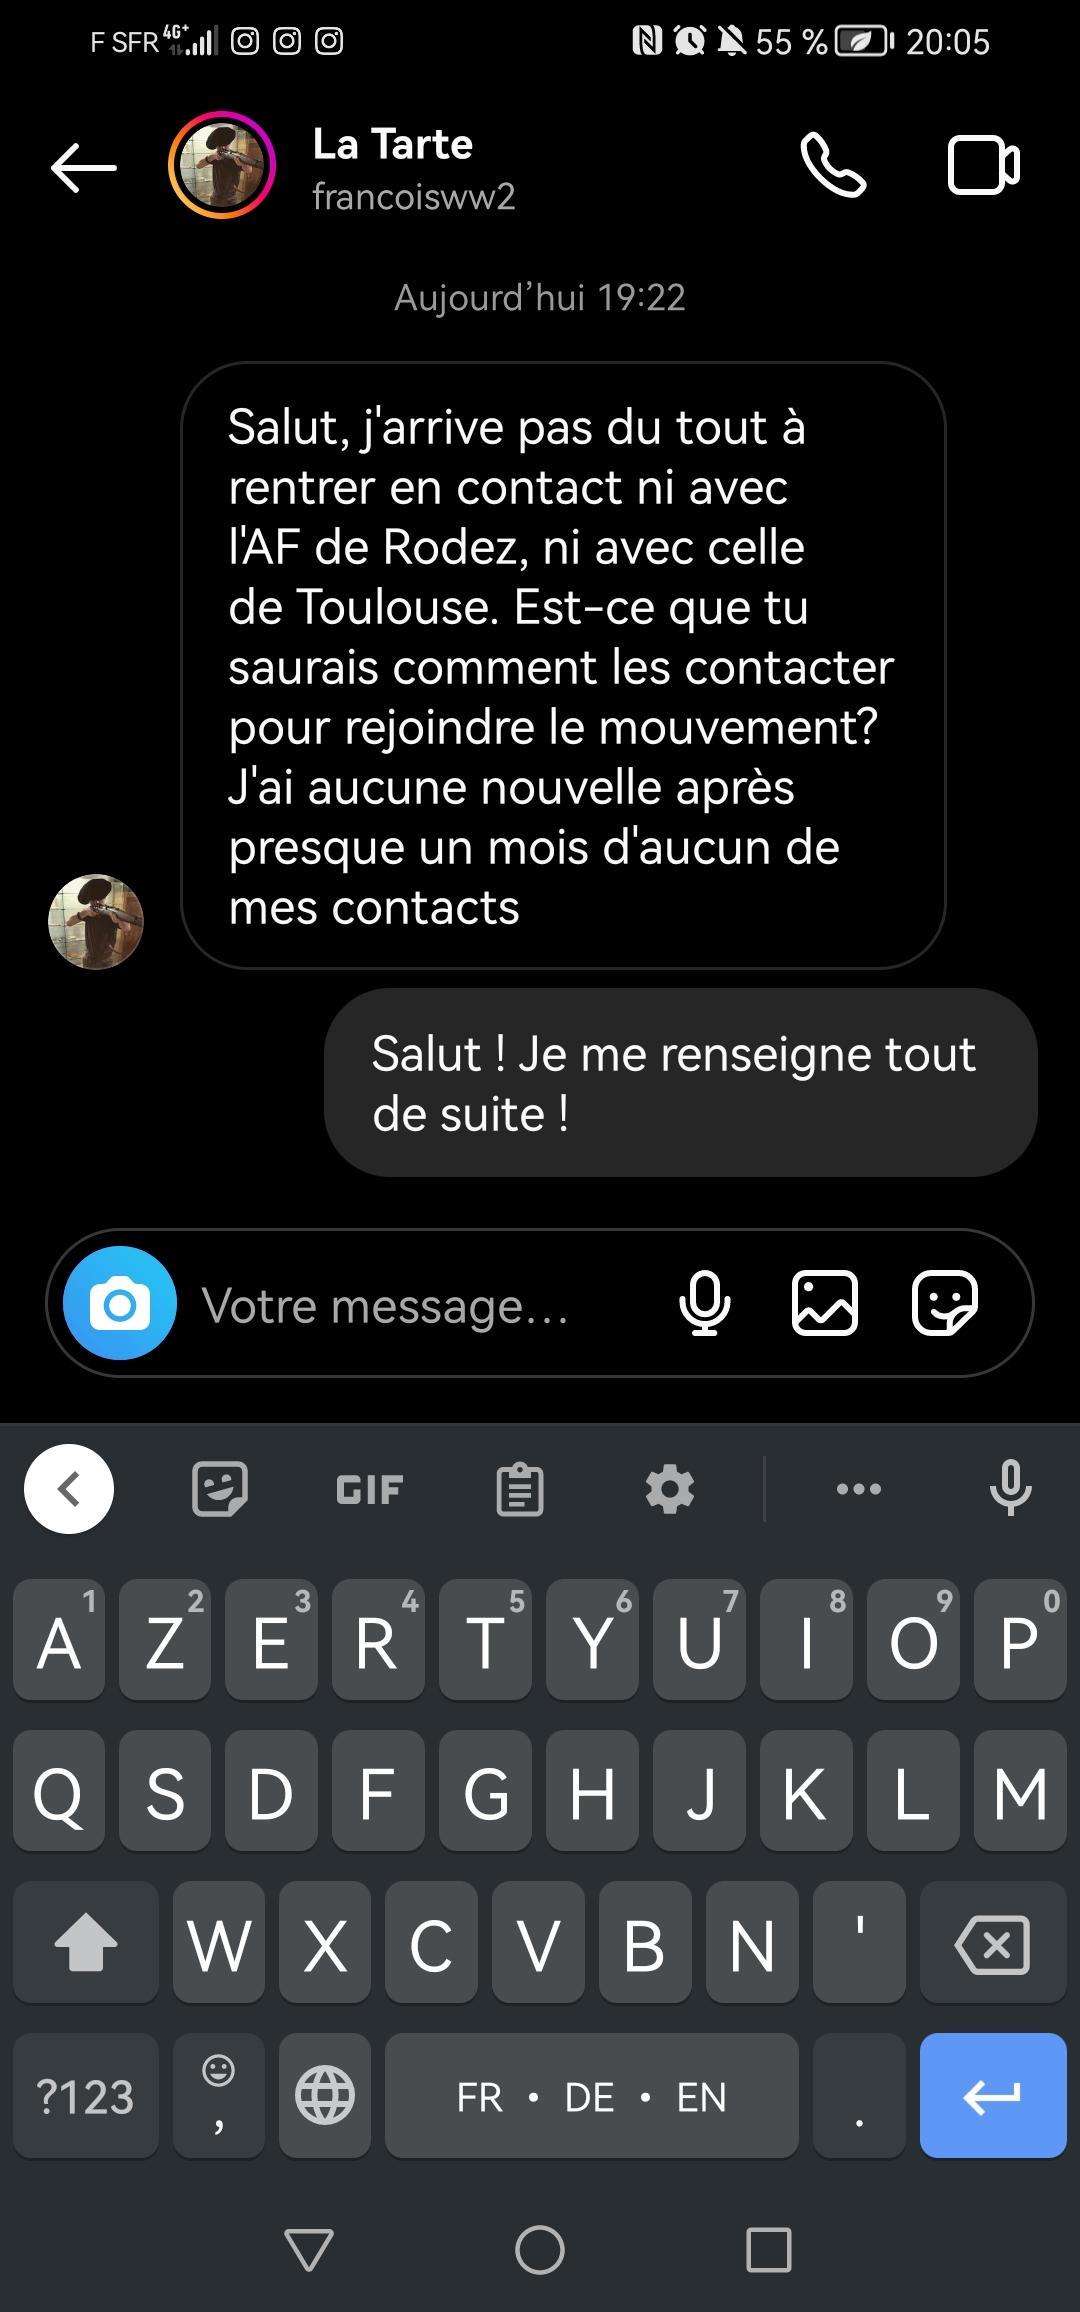 F SFR 4G+ 55 % 20:05
La Tarte
francoisww2
Aujourd’hui 19:22
Salut, j'arrive pas du tout à
rentrer en contact ni avec
l'AF de Rodez, ni avec celle
de Toulouse. Est-ce que tu
saurais comment les contacter
pour rejoindre le mouvement?
J'ai aucune nouvelle après
presque un mois d'aucun de
mes contacts
Salut ! Je me renseigne tout
de suite !
Votre message…
GIF
1 2 3 4 5 6 7 8 9 0
A Z E R T Y U I O P
Q S D F G H J K L M
W X C V B N '
?123 , FR • DE • EN .